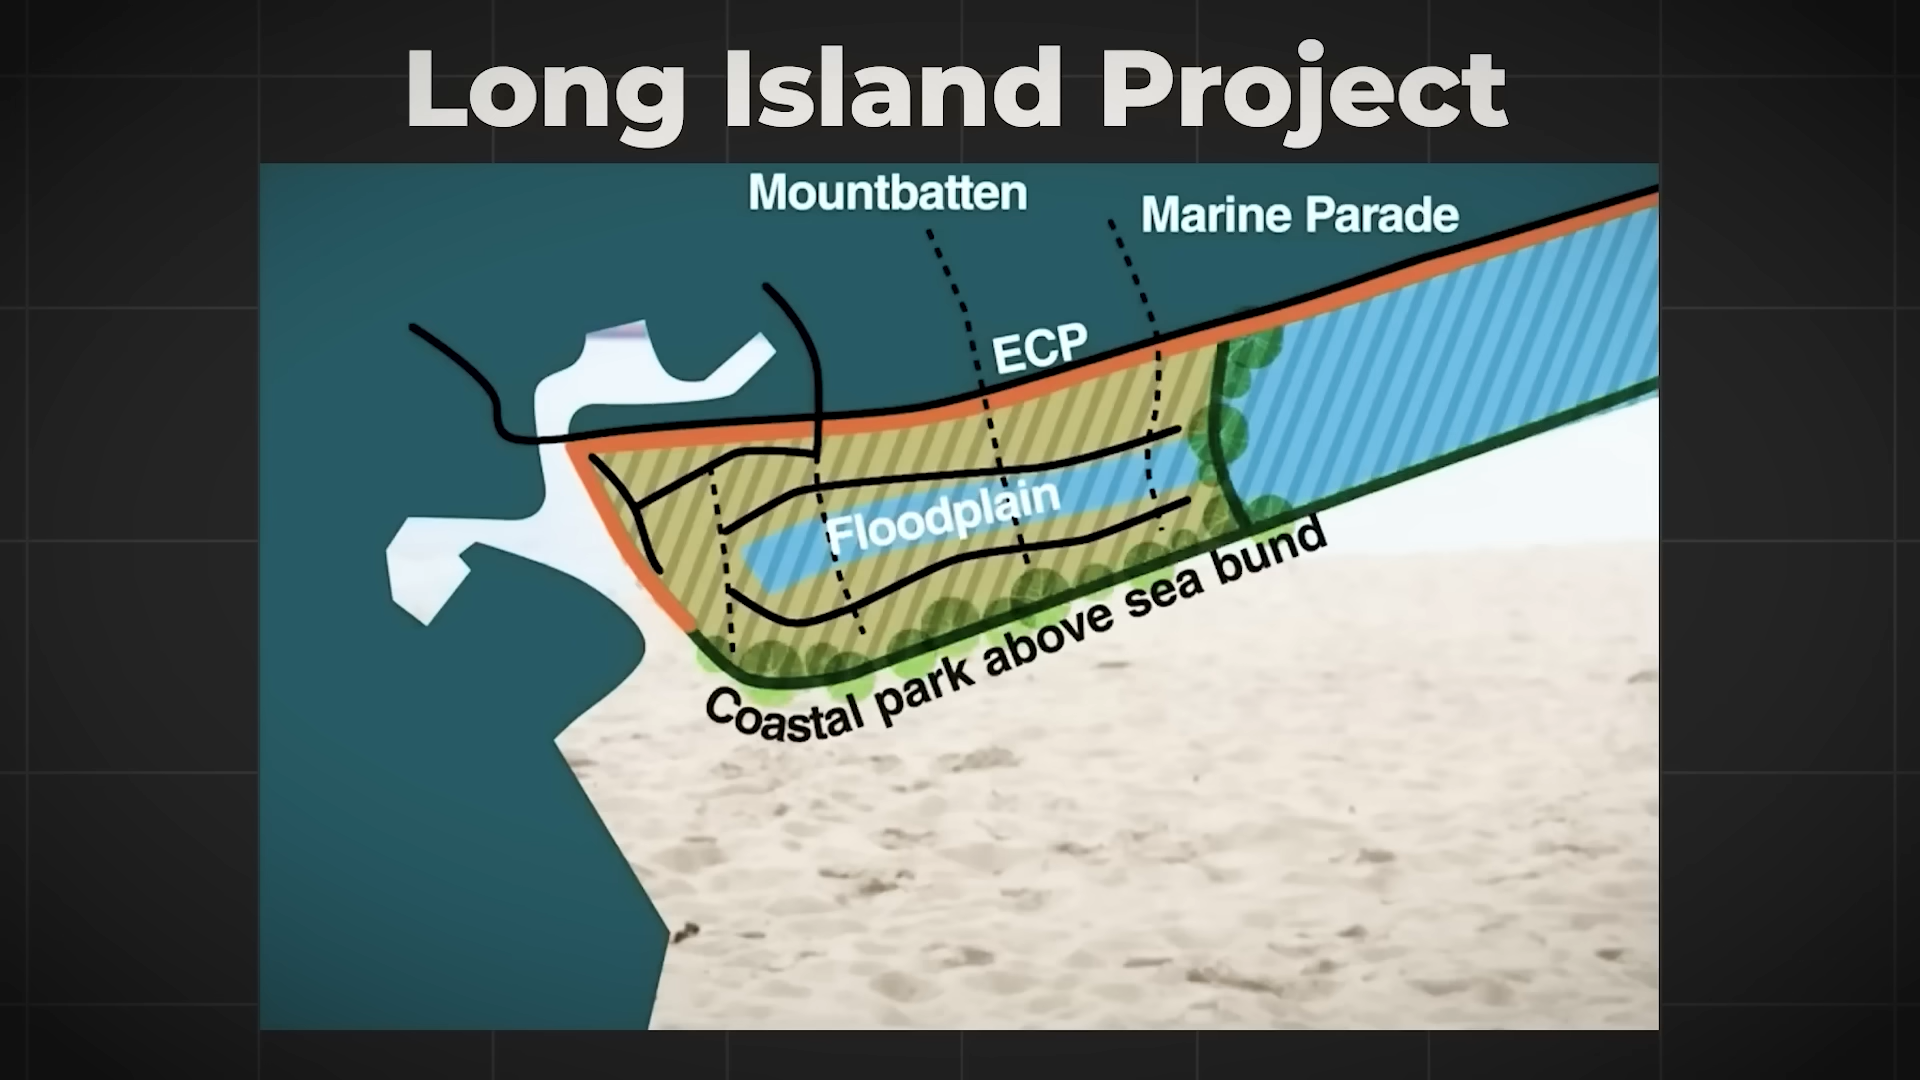 Long Island Project
Mountbatten
Marine Parade
ECP
Floodplain
Coastal park above sea bund